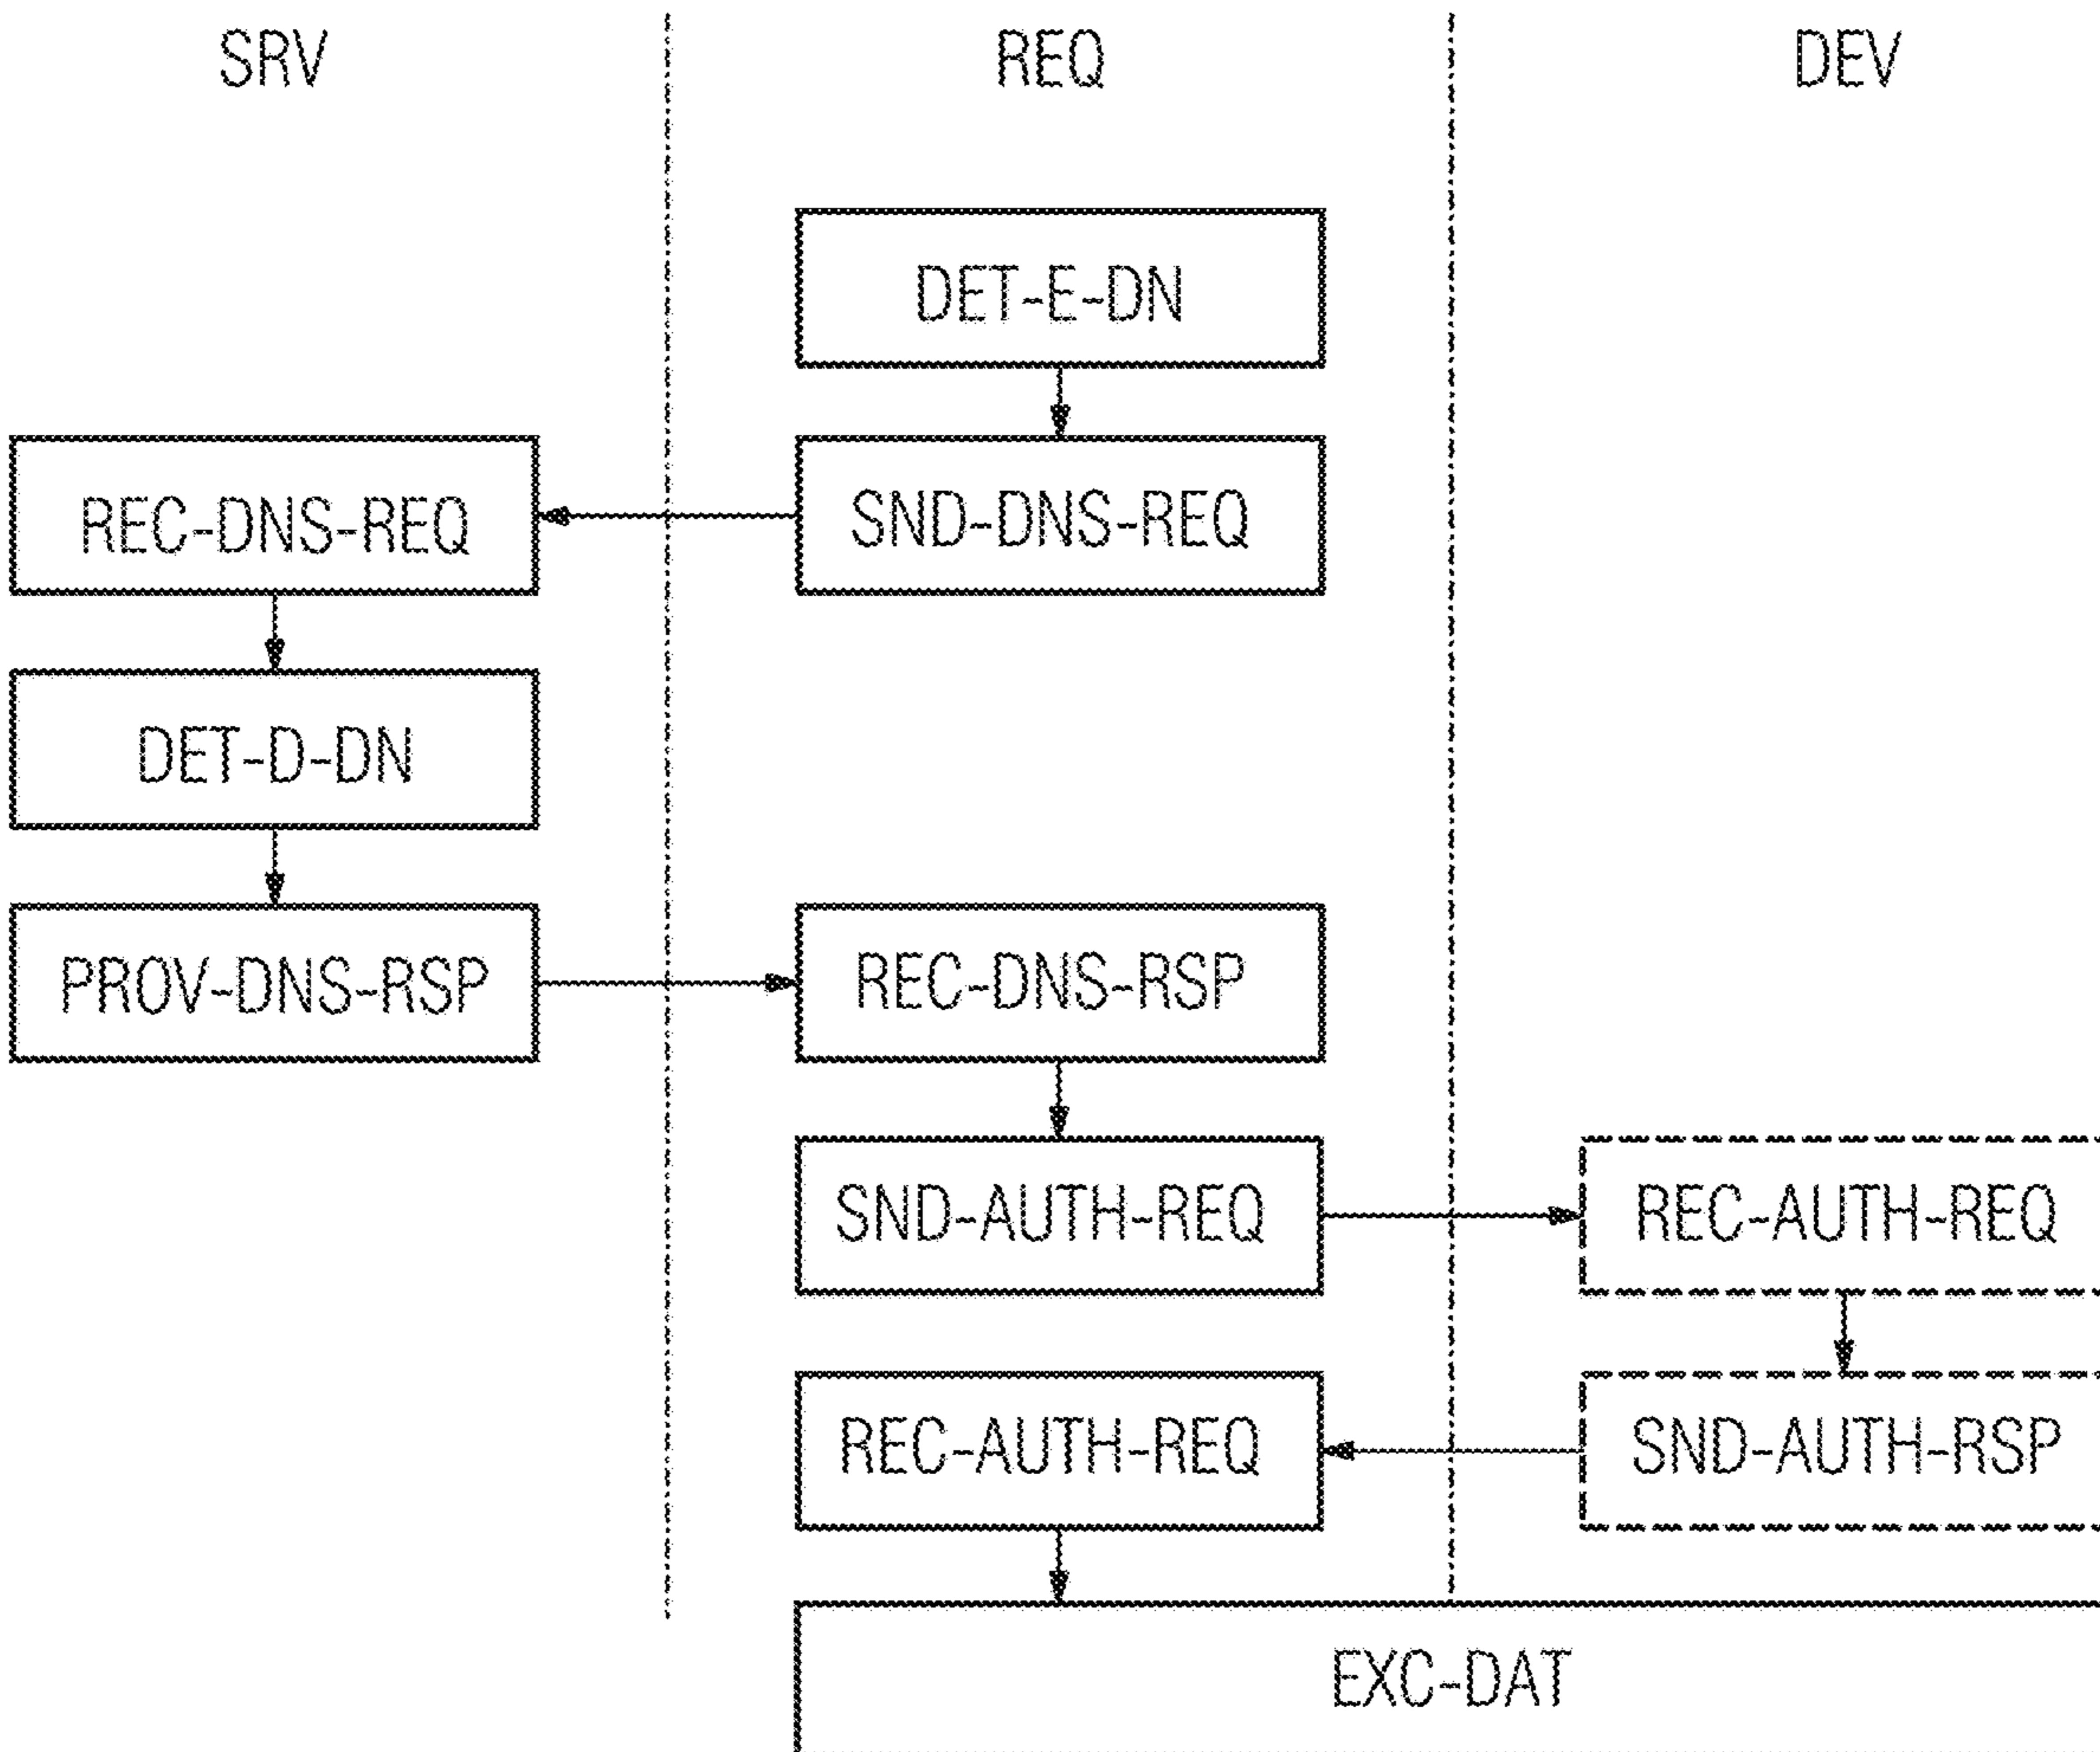 SRV
REQ
DEV
DET-E-DN
REC-DNS-REQ
SND-DNS-REQ
DET-D-DN
PROV-DNS-RSP
REC-DNS-RSP
SND-AUTH-REQ
REC-AUTH-REQ
REC-AUTH-REQ
SND-AUTH-RSP
EXC-DAT